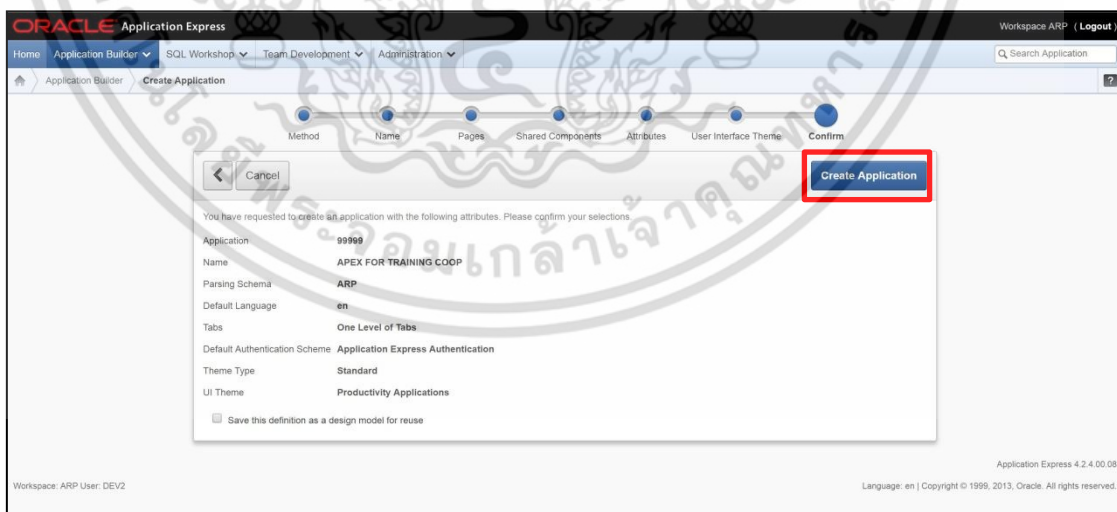 ORACLE Application Express
Workspace ARP ( Logout )
Home Application Builder SQL Workshop Team Development Administration
Search Application
Application Builder Create Application
?
Method Name Pages Shared Components Attributes User Interface Theme Confirm
Cancel
Create Application
You have requested to create an application with the following attributes. Please confirm your selections.
Application 99999
Name APEX FOR TRAINING COOP
Parsing Schema ARP
Default Language en
Tabs One Level of Tabs
Default Authentication Scheme Application Express Authentication
Theme Type Standard
UI Theme Productivity Applications
Save this definition as a design model for reuse
Application Express 4.2.4.00.08
Workspace: ARP User: DEV2
Language: en | Copyright © 1999, 2013, Oracle. All rights reserved.